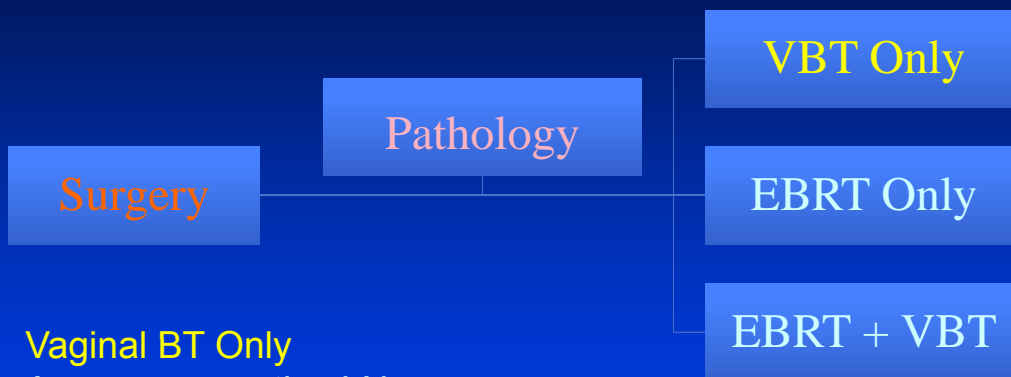 VBT Only
Pathology
Surgery
EBRT Only
EBRT + VBT
Vaginal BT Only